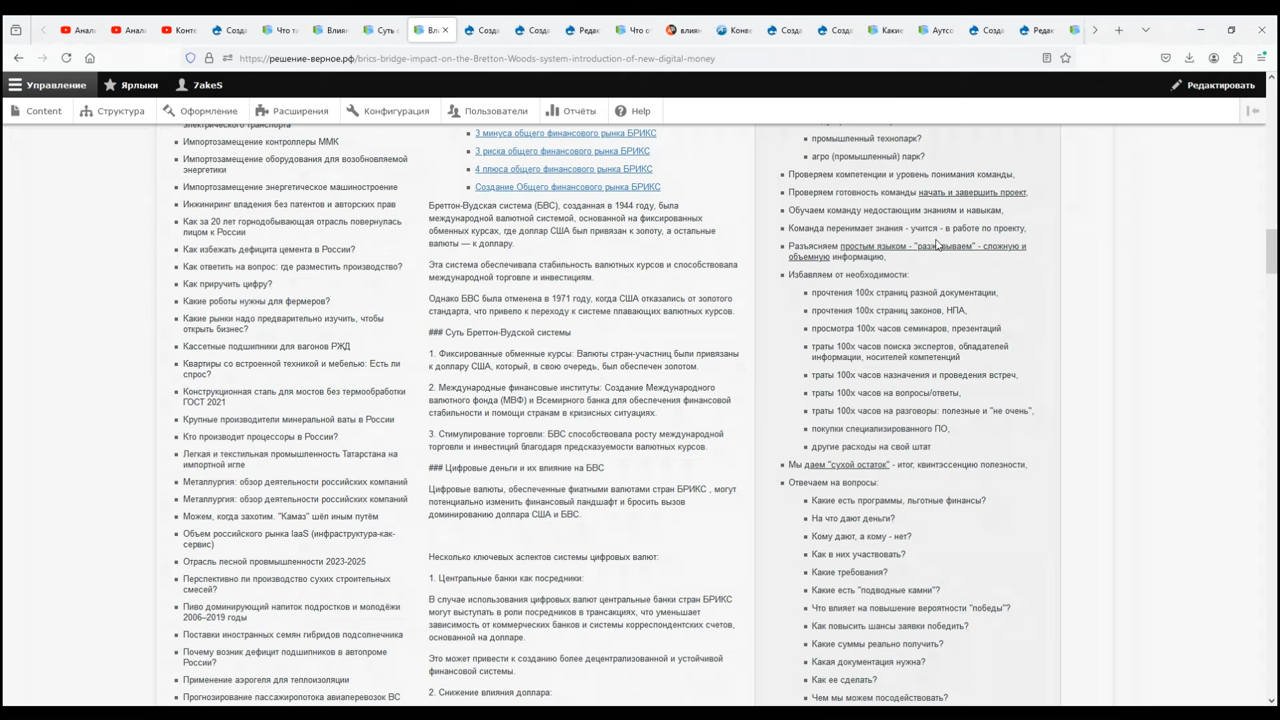 Анали
Анали
Конте
Созда
Что та
Влиян
Суть с
Вл
Созда
Созда
Редак
Что о
влиян
Конве
Созда
Созда
Какие
Аутсо
Созда
Редак
https://решение-верное.рф/brics-bridge-impact-on-the-Bretton-Woods-system-introduction-of-new-digital-money
Управление
Ярлыки
7akeS
Редактировать
Content
Структура
Оформление
Расширения
Конфигурация
Пользователи
Отчёты
Help
электрического транспорта
Импортозамещение контроллеры ММК
Импортозамещение оборудования для возобновляемой
энергетики
Импортозамещение энергетическое машиностроение
Инжиниринг владения без патентов и авторских прав
Как за 20 лет горнодобывающая отрасль повернулась
лицом к России
Как избежать дефицита цемента в России?
Как ответить на вопрос: где разместить производство?
Как приручить цифру?
Какие роботы нужны для фермеров?
Какие рынки надо предварительно изучить, чтобы
открыть бизнес?
Кассетные подшипники для вагонов РЖД
Квартиры со встроенной техникой и мебелью: Есть ли
спрос?
Конструкционная сталь для мостов без термообработки
ГОСТ 2021
Крупные производители минеральной ваты в России
Кто производит процессоры в России?
Легкая и текстильная промышленность Татарстана на
импортной игле
Металлургия: обзор деятельности российских компаний
Металлургия: обзор деятельности российских компаний
Можем, когда захотим. "Камаз" шёл иным путём
Объем российского рынка IaaS (инфраструктура-как-
сервис)
Отрасль лесной провмышленности 2023-2025
Перспективно ли производство сухих строительных
смесей?
Пиво доминирующий напиток подростков и молодёжи
2006–2019 годы
Поставки иностранных семян гибридов подсолнечника
Почему возник дефицит подшипников в автопроме
России?
Применение аэрогеля для теплоизоляции
Прогнозирование пассажиропотока авиаперевозок ВС
3 минуса общего финансового рынка БРИКС
3 риска общего финансового рынка БРИКС
4 плюса общего финансового рынка БРИКС
Создание Общего финансового рынка БРИКС
Бреттон-Вудская система (БВС), созданная в 1944 году, была
международной валютной системой, основанной на фиксированных
обменных курсах, где доллар США был привязан к золоту, а остальные
валюты — к доллару.
Эта система обеспечивала стабильность валютных курсов и способствовала
международной торговле и инвестициям.
Однако БВС была отменена в 1971 году, когда США отказались от золотого
стандарта, что привело к переходу к системе плавающих валютных курсов.
### Суть Бреттон-Вудской системы
1. Фиксированные обменные курсы: Валюты стран-участниц были привязаны
к доллару США, который, в свою очередь, был обеспечен золотом.
2. Международные финансовые институты: Создание Международного
валютного фонда (МВФ) и Всемирного банка для обеспечения финансовой
стабильности и помощи странам в кризисных ситуациях.
3. Стимулирование торговли: БВС способствовала росту международной
торговли и инвестиций благодаря предсказуемости валютных курсов.
### Цифровые деньги и их влияние на БВС
Цифровые валюты, обеспеченные фиатными валютами стран БРИКС , могут
потенциально изменить финансовый ландшафт и бросить вызов
доминированию доллара США и БВС.
Несколько ключевых аспектов системы цифровых валют:
1. Центральные банки как посредники:
В случае использования цифровых валют центральные банки стран БРИКС
могут выступать в роли посредников в транзакциях, что уменьшает
зависимость от коммерческих банков и системы корреспондентских счетов,
основанной на долларе.
Это может привести к созданию более децентрализованной и устойчивой
финансовой системы.
2. Снижение влияния доллара:
промышленный технопарк?
агро (промышленный) парк?
Проверяем компетенции и уровень понимания команды,
Проверяем готовность команды начать и завершить проект,
Обучаем команду недостающим знаниям и навыкам,
Команда перенимает знания - учится - в работе по проекту,
Разъясняем простым языком - "разжёвываем" - сложную и
объемную информацию,
Избавляем от необходимости:
прочтения 100х страниц разной документации,
прочтения 100х страниц законов, НПА,
просмотра 100х часов семинаров, презентаций
траты 100х часов поиска экспертов, обладателей
информации, носителей компетенций
траты 100х часов назначения и проведения встреч,
траты 100х часов на вопросы/ответы,
траты 100х часов на разговоры: полезные и "не очень",
покупки специализированного ПО,
другие расходы на свой штат
Мы даем "сухой остаток" - итог, квинтэссенцию полезности,
Отвечаем на вопросы:
Какие есть программы, льготные финансы?
На что дают деньги?
Кому дают, а кому - нет?
Как в них участвовать?
Какие требования?
Какие есть "подводные камни"?
Что влияет на повышение вероятности "победы"?
Как повысить шансы заявки победить?
Какие суммы реально получить?
Какая документация нужна?
Как ее сделать?
Чем мы можем посодействовать?